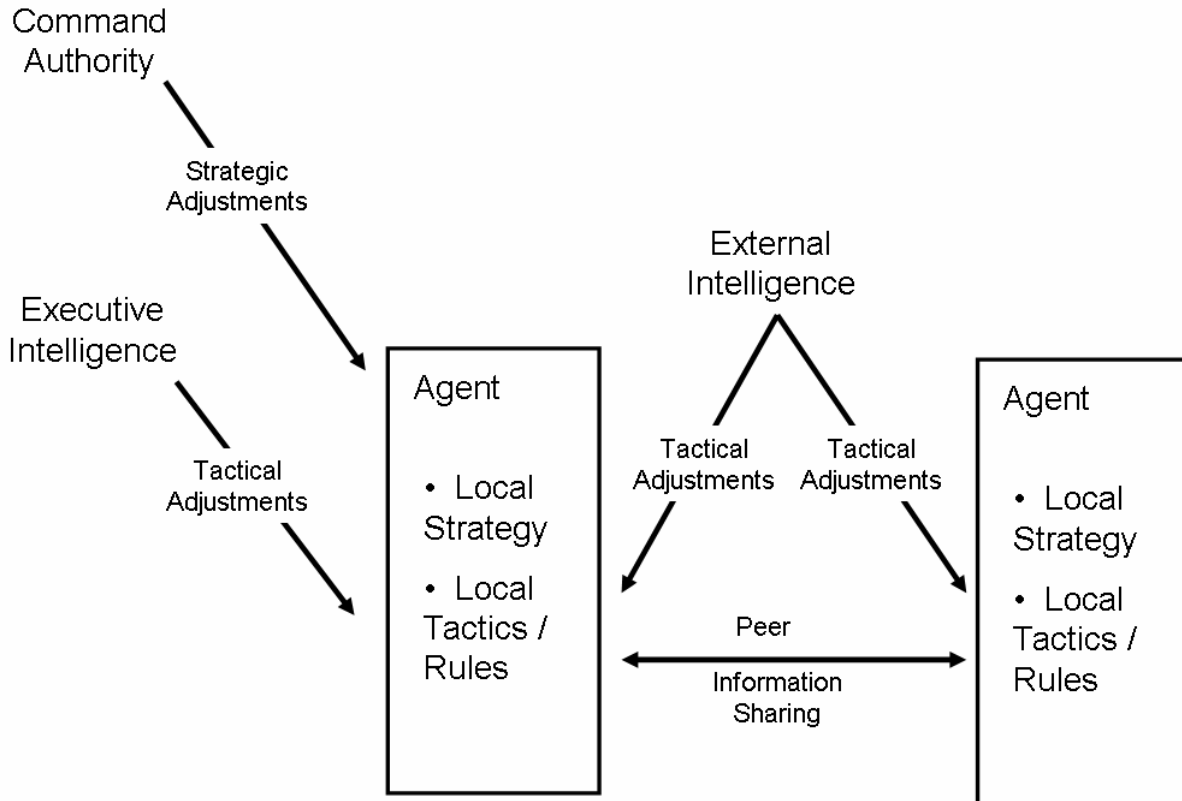 Command
Authority
Strategic
Adjustments
External
Intelligence
Executive
Intelligence
Agent
• Local
Strategy
• Local
Tactics /
Rules
Tactical
Adjustments
Tactical
Adjustments
Tactical
Adjustments
Peer
Information
Sharing
Agent
• Local
Strategy
• Local
Tactics /
Rules